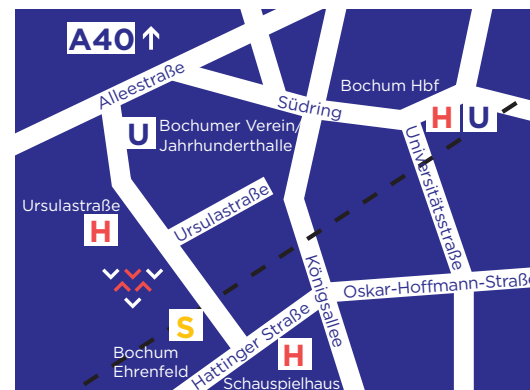 A40
Alleestraße
Bochum Hbf
Südring
H U
U
Bochumer Verein/
Jahrhunderthalle
Universitätsstraße
Ursulastraße
H
Ursulastraße
Königsallee
Oskar-Hoffmann-Straße
S
Bochum
Ehrenfeld
Hattinger Straße
H
Schauspielhaus